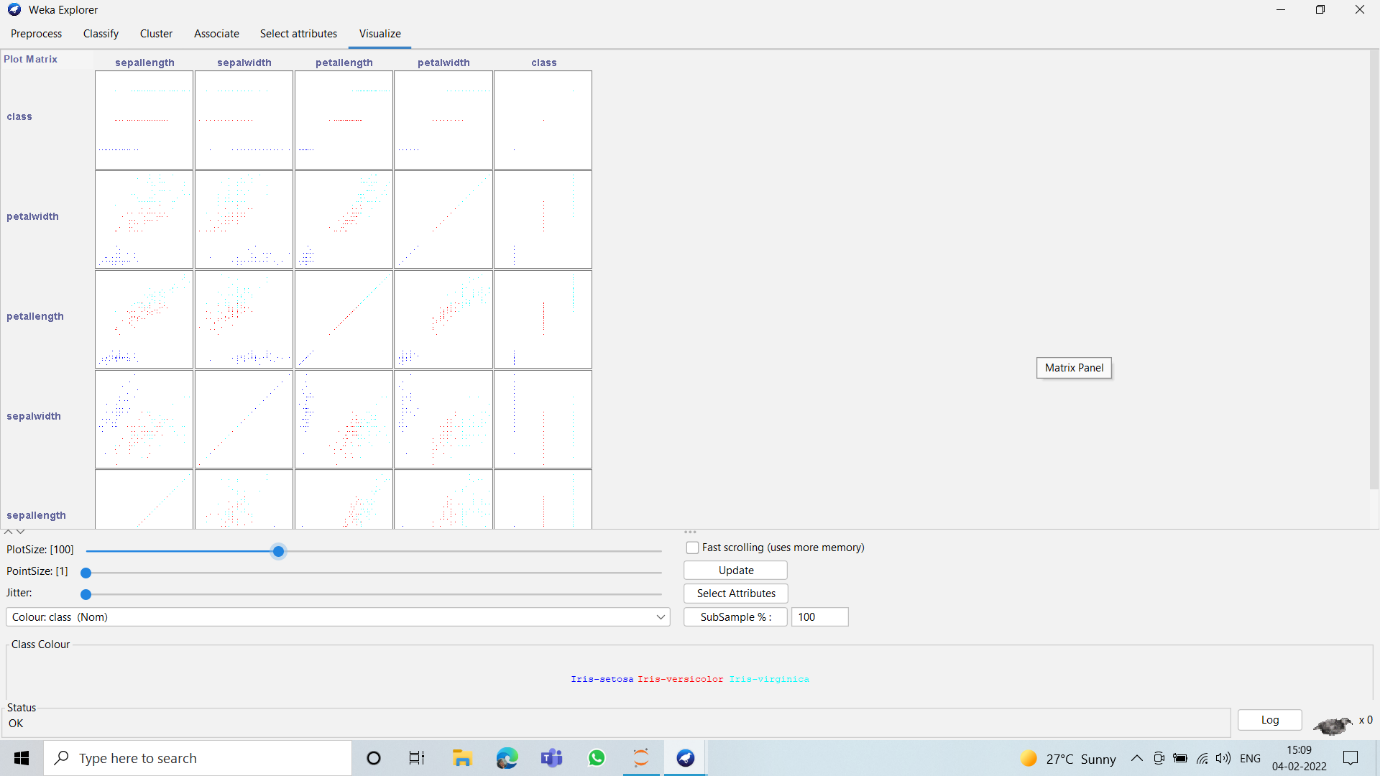 Weka Explorer
Preprocess Classify Cluster Associate Select attributes Visualize
Plot Matrix sepallength sepalwidth petallength petalwidth class
class
petalwidth
petallength
Matrix Panel
sepalwidth
sepallength
PlotSize: [100] Fast scrolling (uses more memory)
PointSize: [1] Update
Jitter: Select Attributes
Colour: class (Nom) SubSample % : 100
Class Colour
Iris-setosa Iris-versicolor Iris-virginica
Status
OK Log x 0
Type here to search 27°C Sunny ENG 15:09
04-02-2022